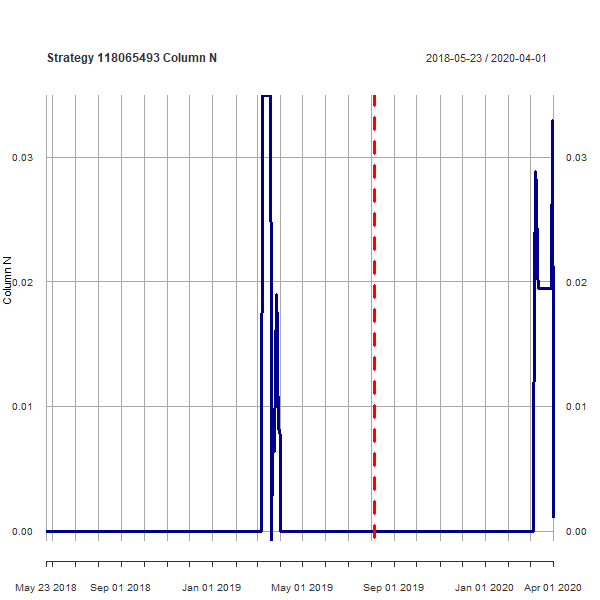 Strategy 118065493 Column N 2018-05-23 / 2020-04-01
0.03 0.03
0.02 0.02
Column N
0.01 0.01
0.00 0.00
May 23 2018 Sep 01 2018 Jan 01 2019 May 01 2019 Sep 01 2019 Jan 01 2020 Apr 01 2020